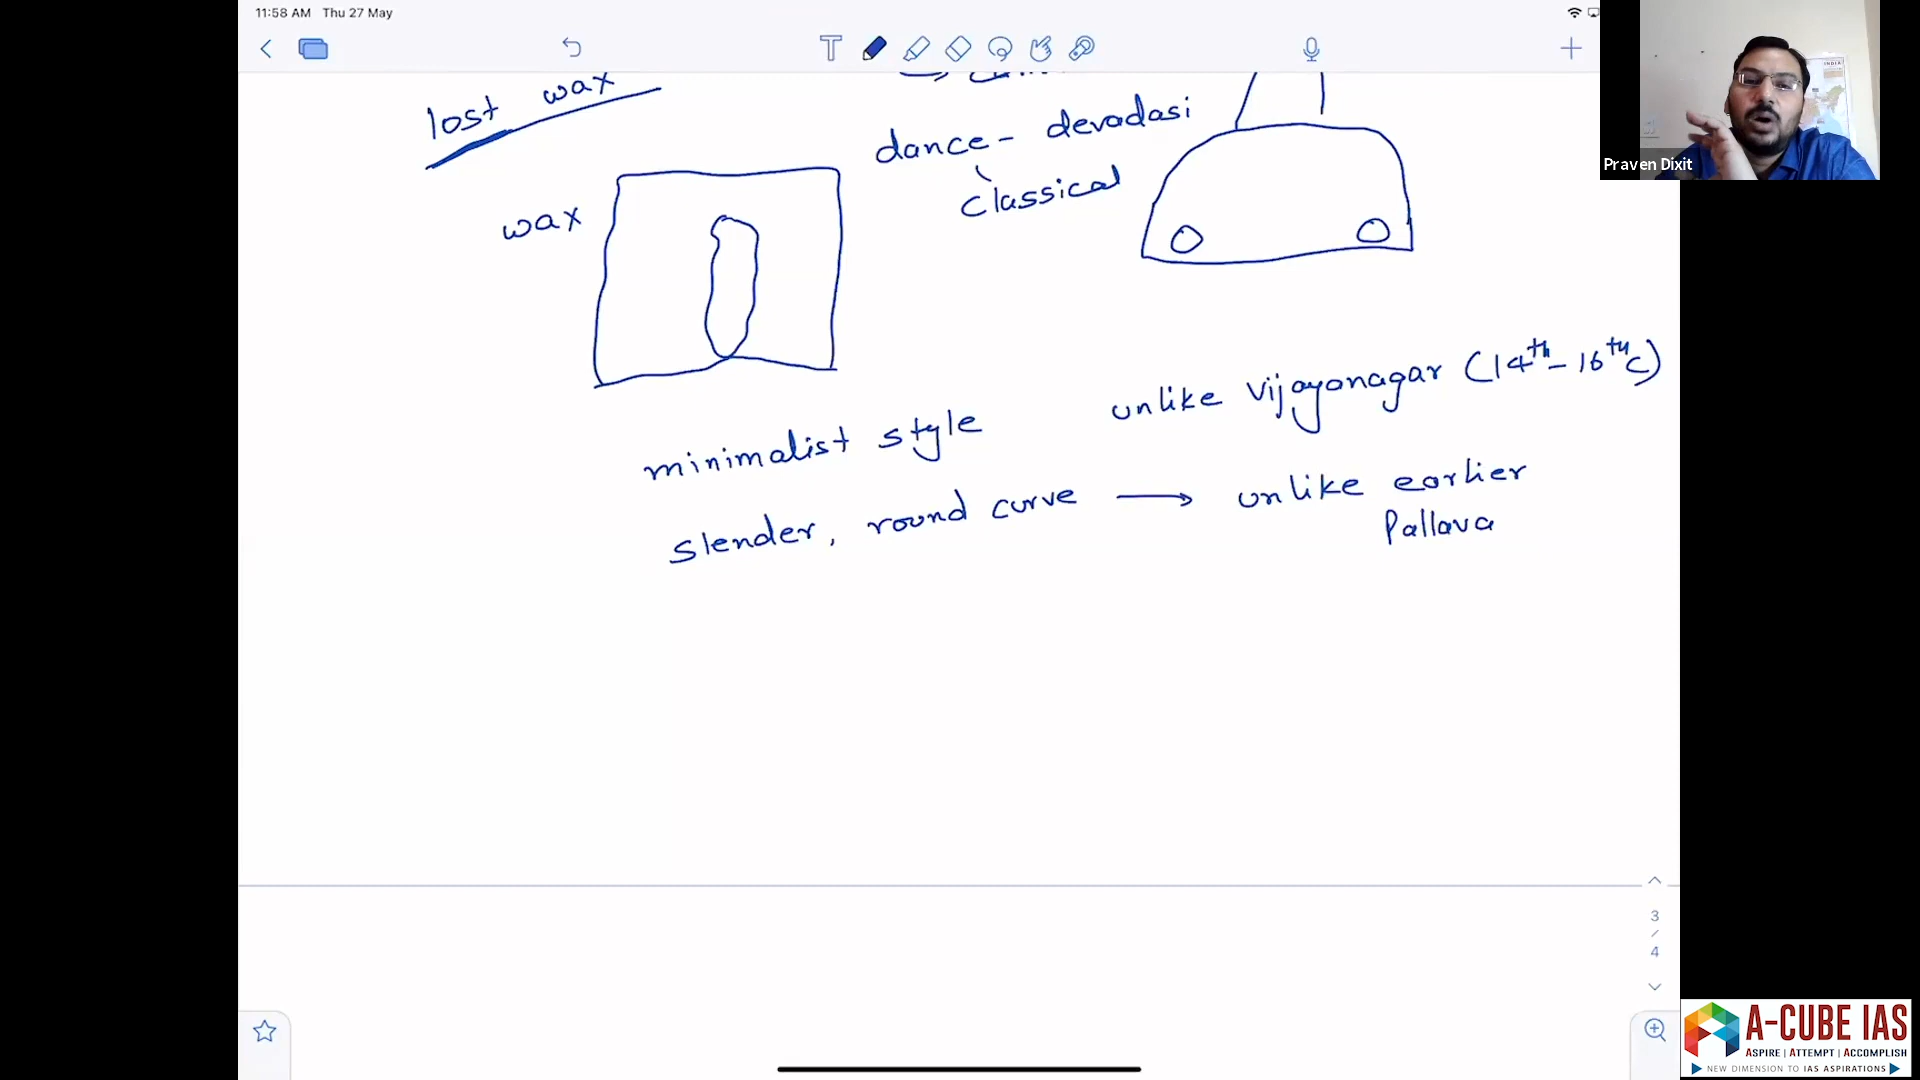 11:58 AM Thu 27 May
T
Praven Dixit
lost wax
dance - devadasi
classical
wax
unlike vijayanagar (14th - 16th C)
minimalist style
slender, round curve → unlike earlier
Pallava
3
/
4
A-CUBE IAS
ASPIRE | ATTEMPT | ACCOMPLISH
NEW DIMENSION TO IAS ASPIRATIONS